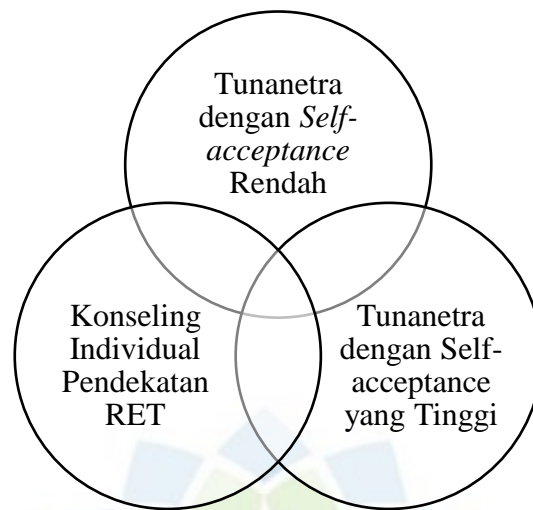 Tunanetra
dengan Self-
acceptance
Rendah
Konseling
Individual
Pendekatan
RET
Tunanetra
dengan Self-
acceptance
yang Tinggi